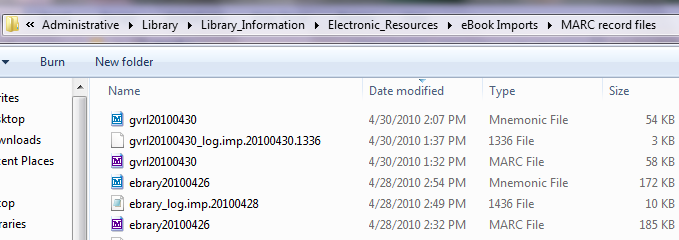 « Administrative ▸ Library ▸ Library_Information ▸ Electronic_Resources ▸ eBook Imports ▸ MARC record files
Burn New folder
Name Date modified Type Size
rites
gvrl20100430 4/30/2010 2:07 PM Mnemonic File 54 KB
sktop
gvrl20100430_log.imp.20100430.1336 4/30/2010 1:37 PM 1336 File 3 KB
wnloads
gvrl20100430 4/30/2010 1:32 PM MARC File 58 KB
cent Places
ebrary20100426 4/28/2010 2:54 PM Mnemonic File 172 KB
top
ebrary_log.imp.20100428 4/28/2010 2:49 PM 1436 File 10 KB
raries
ebrary20100426 4/28/2010 2:32 PM MARC File 185 KB